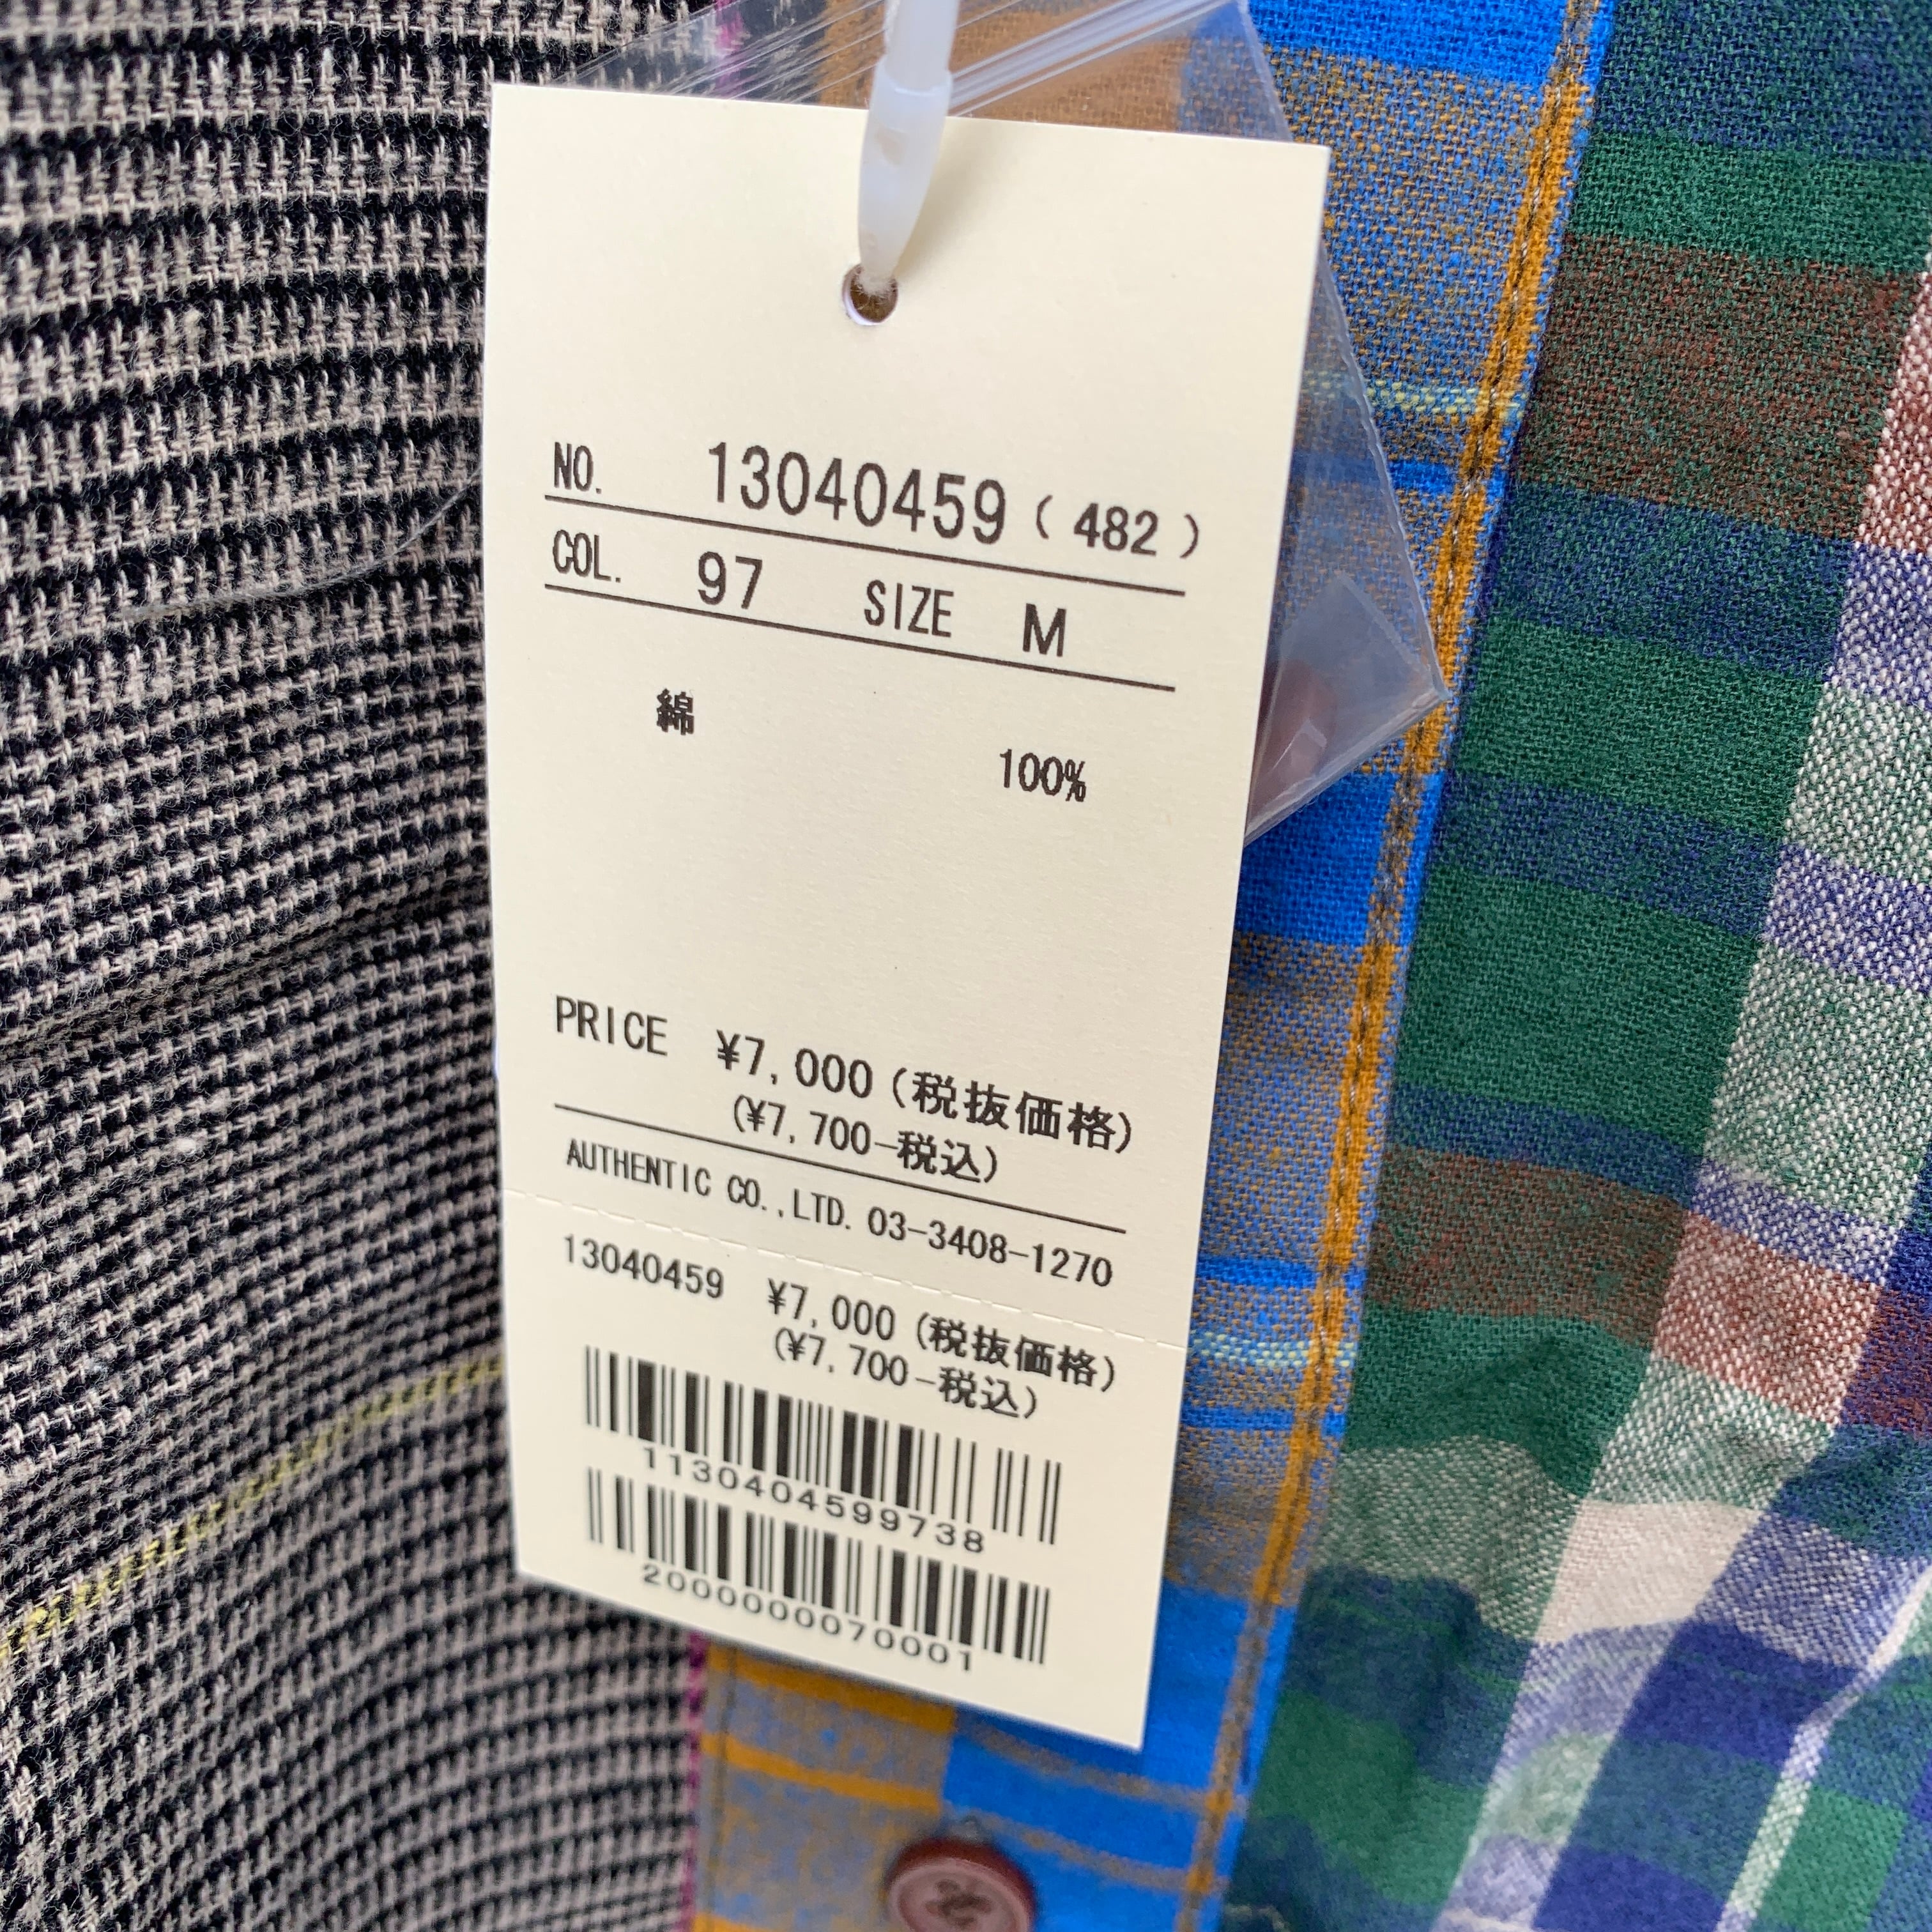 NO. 13040459 ( 482 )
COL. 97 SIZE M
綿
100%
PRICE ¥7,000(税抜価格)
(¥7,700-税込)
AUTHENTIC CO.,LTD. 03-3408-1270
13040459 ¥7,000(税抜価格)
(¥7,700-税込)
1130404599738
2000000070001